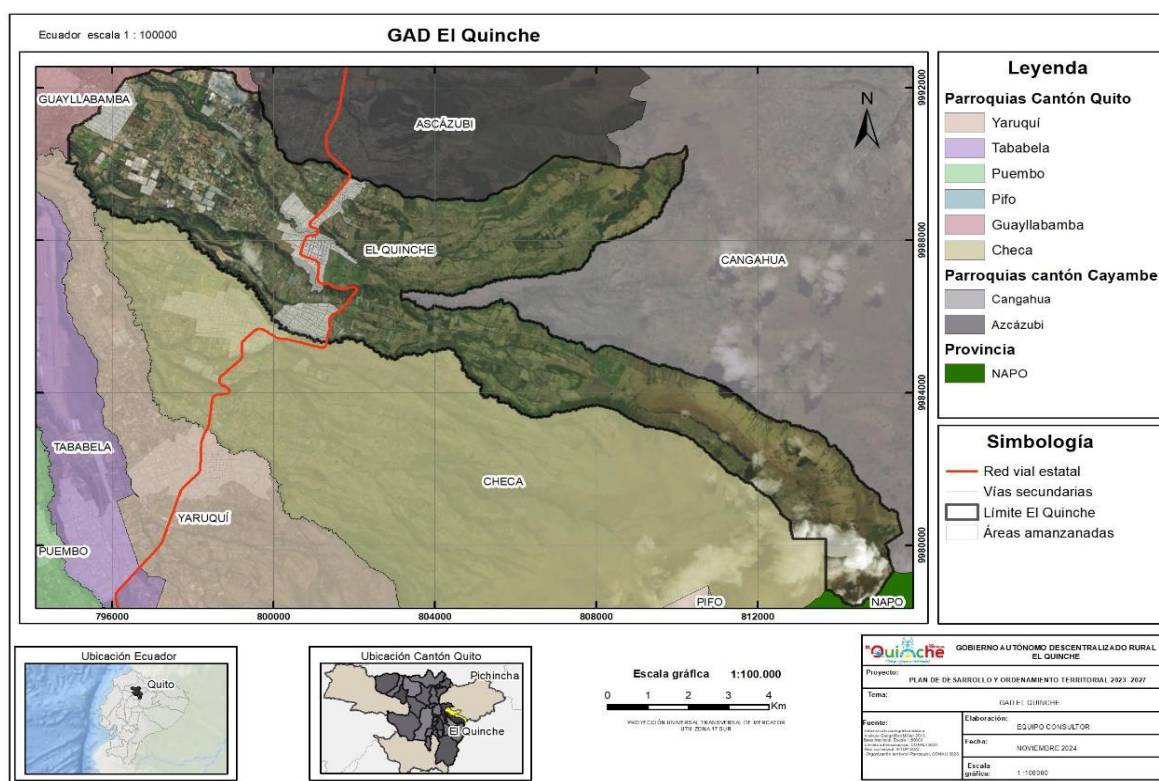 Ecuador escala 1 : 100000
GAD El Quinche
GUAYLLABAMBA
ASCÁZUBI
N
EL QUINCHE
CANGAHUA
TABABELA
CHECA
YARUQUÍ
PUEMBO
PIFO
NAPO
9992000
9988000
9984000
9980000
796000
800000
804000
808000
812000
Leyenda
Parroquias Cantón Quito
Yaruquí
Tababela
Puembo
Pifo
Guayllabamba
Checa
Parroquias cantón Cayambe
Cangahua
Azcázubi
Provincia
NAPO
Simbología
Red vial estatal
Vías secundarias
Límite El Quinche
Áreas amanzanadas
Ubicación Ecuador
Quito
Ubicación Cantón Quito
Pichincha
El Quinche
Escala gráfica 1:100.000
0 1 2 3 4
Km
PROYECCIÓN UNIVERSAL TRANSVERSAL DE MERCATOR
UTM ZONA 17 SUR
El Quinche
GOBIERNO AUTÓNOMO DESCENTRALIZADO RURAL
EL QUINCHE
Proyecto:
PLAN DE DESARROLLO Y ORDENAMIENTO TERRITORIAL 2023 2027
Tema:
GAD EL QUINCHE
Fuente:
Elaboración:
EQUIPO CONSULTOR
Fecha:
NOVIEMBRE 2024
Escala
gráfica:
1 :100000